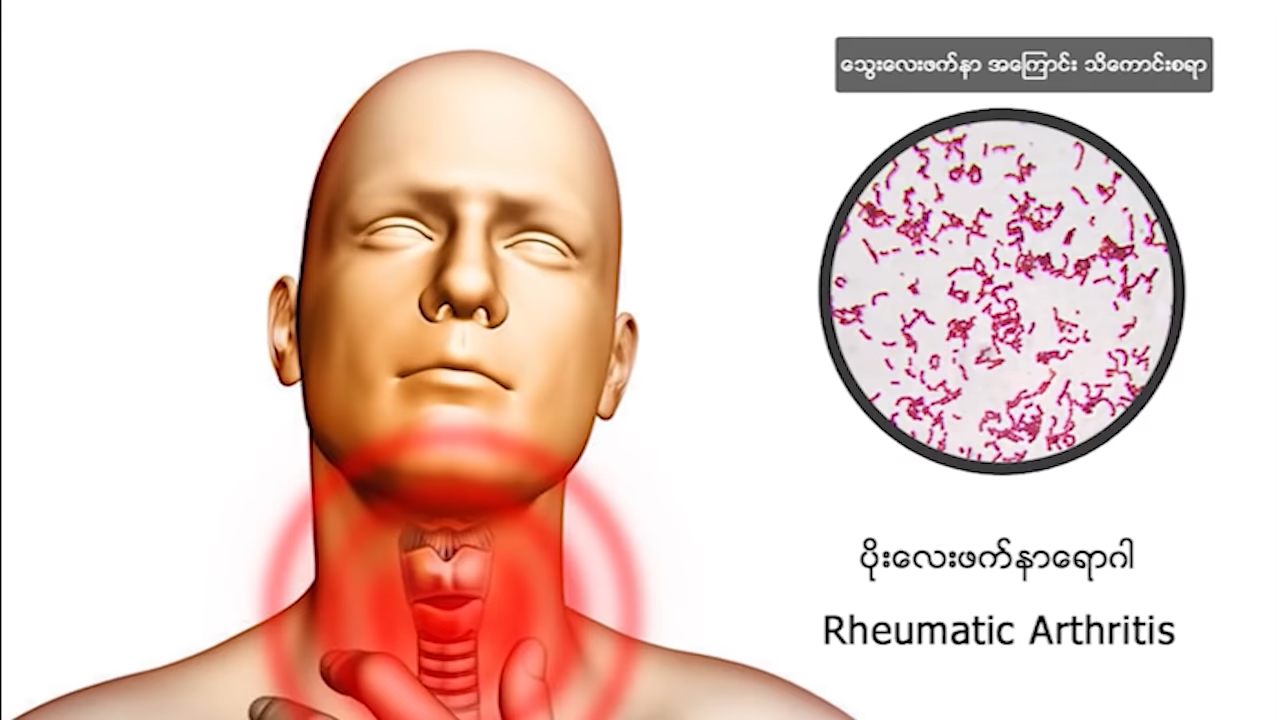 သွေးလေးဖက်နာ အကြောင်း သိကောင်းစရာ
ပိုးလေးဖက်နာရောဂါ
Rheumatic Arthritis